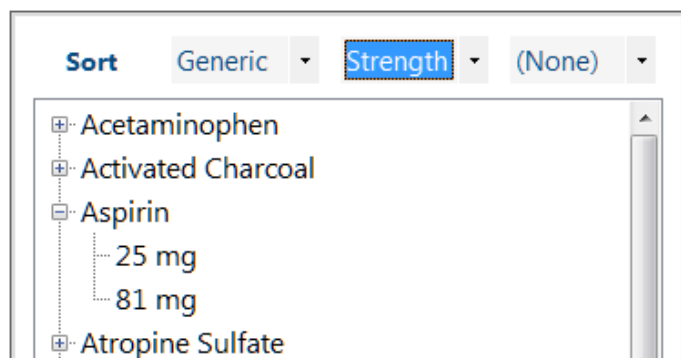 Sort Generic Strength (None)
Acetaminophen
Activated Charcoal
Aspirin
25 mg
81 mg
Atropine Sulfate